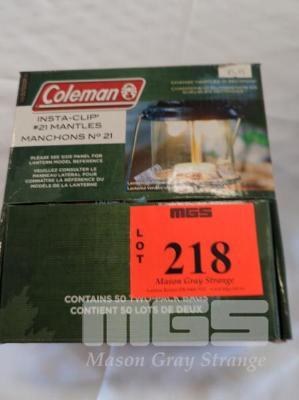 Coleman
INSTA-CLIP
#21 MANTLES
MANCHONS Nº 21
PLEASE SEE SIDE PANEL FOR
LANTERN MODEL REFERENCE
VEUILLEZ CONSULTER LE
PANNEAU LATÉRAL POUR
CONNAÎTRE LA RÉFÉRENCE DU
MODÈLE DE LA LANTERNE
MGS
LOT
218
Mason Gray Strange
CONTAINS 50 TWO-PACK BAGS
CONTIENT 50 LOTS DE DEUX
MGS
Mason Gray Strange